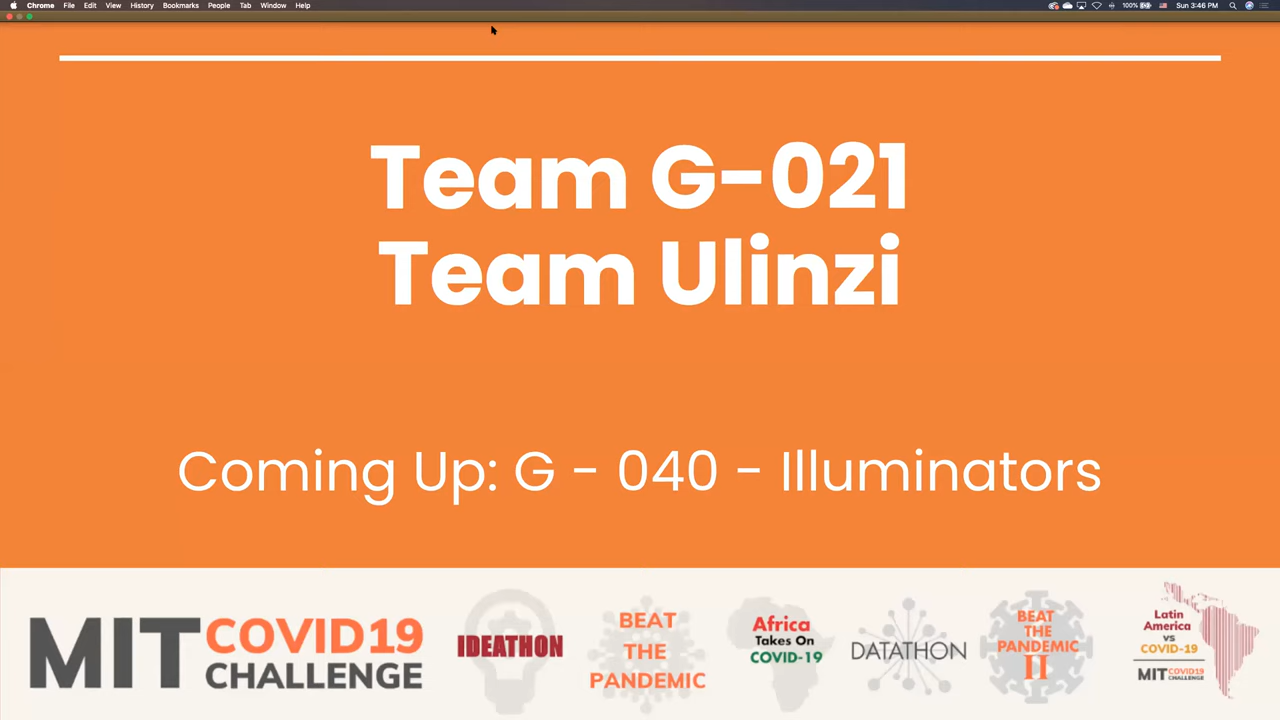 Chrome File Edit View History Bookmarks People Tab Window Help
100% Sun 3:46 PM
Team G-021
Team Ulinzi
Coming Up: G - 040 - Illuminators
MIT COVID19
CHALLENGE
IDEATHON
BEAT
THE
PANDEMIC
Africa
Takes On
COVID-19
DATATHON
BEAT
THE
PANDEMIC
II
Latin
America
vs
COVID-19
MIT COVID19
CHALLENGE